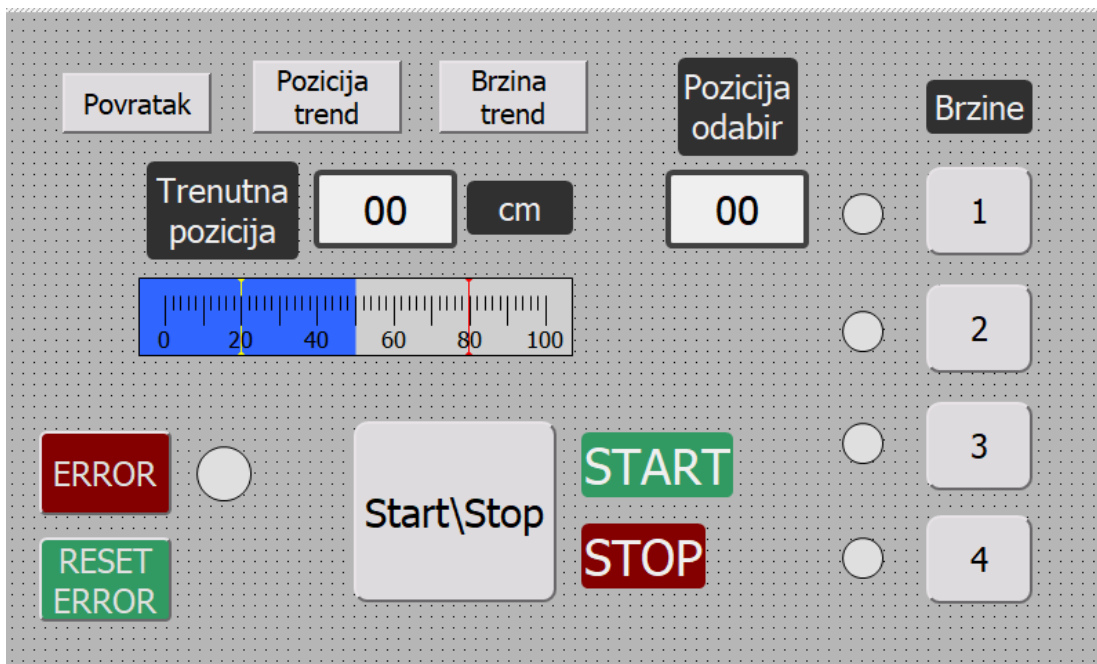 Povratak
Pozicija
trend
Brzina
trend
Pozicija
odabir
Brzine
Trenutna
pozicija
00
cm
00
1
0 20 40 60 80 100
2
3
4
ERROR
RESET
ERROR
Start\Stop
START
STOP